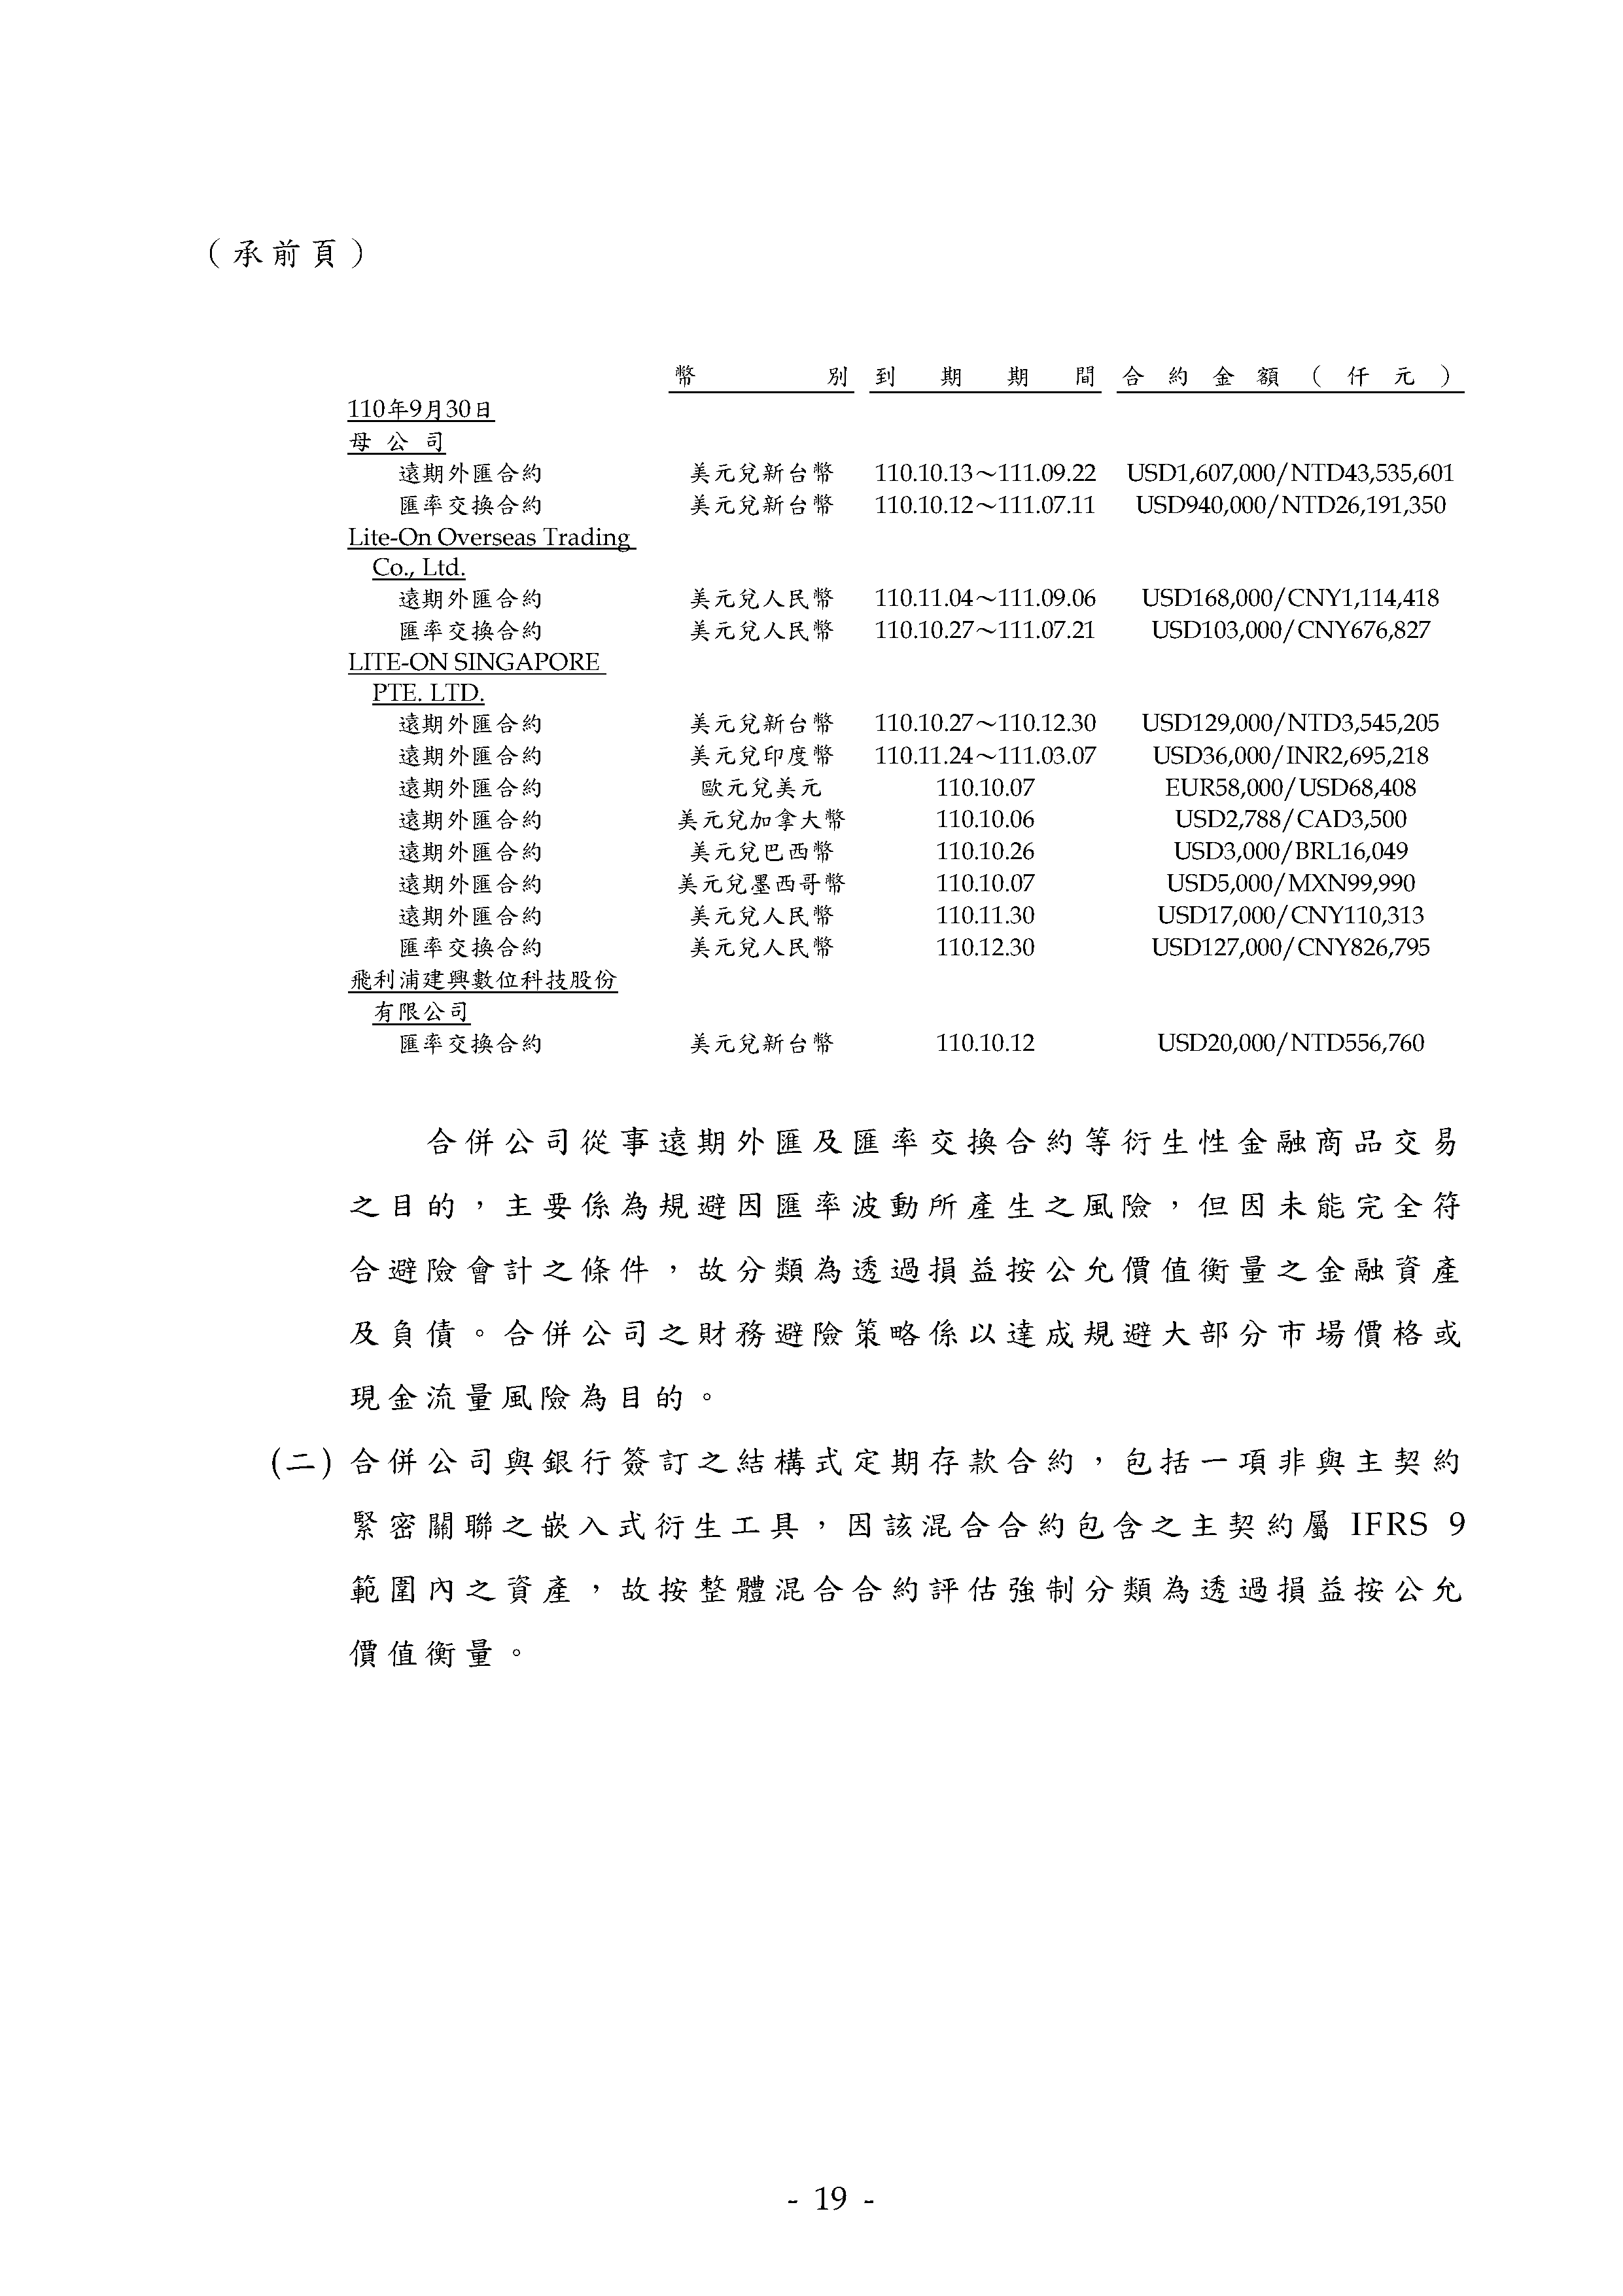 （承前頁）
幣別 到期期間 合約金額（仟元）
110年9月30日
母公司
遠期外匯合約 美元兌新台幣 110.10.13～111.09.22 USD1,607,000/NTD43,535,601
匯率交換合約 美元兌新台幣 110.10.12～111.07.11 USD940,000/NTD26,191,350
Lite-On Overseas Trading
Co., Ltd.
遠期外匯合約 美元兌人民幣 110.11.04～111.09.06 USD168,000/CNY1,114,418
匯率交換合約 美元兌人民幣 110.10.27～111.07.21 USD103,000/CNY676,827
LITE-ON SINGAPORE
PTE. LTD.
遠期外匯合約 美元兌新台幣 110.10.27～110.12.30 USD129,000/NTD3,545,205
遠期外匯合約 美元兌印度幣 110.11.24～111.03.07 USD36,000/INR2,695,218
遠期外匯合約 歐元兌美元 110.10.07 EUR58,000/USD68,408
遠期外匯合約 美元兌加拿大幣 110.10.06 USD2,788/CAD3,500
遠期外匯合約 美元兌巴西幣 110.10.26 USD3,000/BRL16,049
遠期外匯合約 美元兌墨西哥幣 110.10.07 USD5,000/MXN99,990
遠期外匯合約 美元兌人民幣 110.11.30 USD17,000/CNY110,313
匯率交換合約 美元兌人民幣 110.12.30 USD127,000/CNY826,795
飛利浦建興數位科技股份
有限公司
匯率交換合約 美元兌新台幣 110.10.12 USD20,000/NTD556,760
合併公司從事遠期外匯及匯率交換合約等衍生性金融商品交易
之目的，主要係為規避因匯率波動所產生之風險，但因未能完全符
合避險會計之條件，故分類為透過損益按公允價值衡量之金融資產
及負債。合併公司之財務避險策略係以達成規避大部分市場價格或
現金流量風險為目的。
(二) 合併公司與銀行簽訂之結構式定期存款合約，包括一項非與主契約
緊密關聯之嵌入式衍生工具，因該混合合約包含之主契約屬 IFRS 9
範圍內之資產，故按整體混合合約評估強制分類為透過損益按公允
價值衡量。
- 19 -